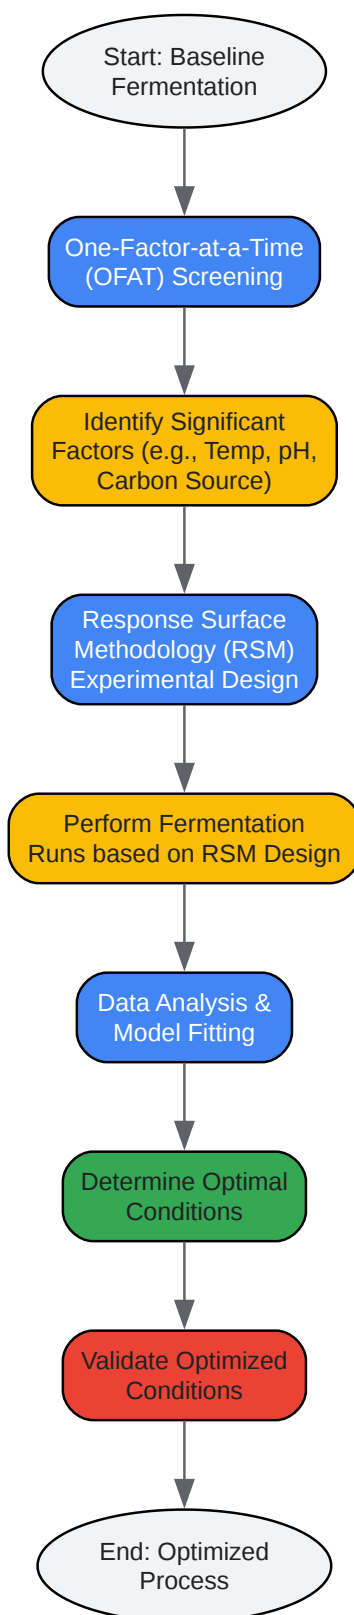 Start: Baseline
Fermentation
One-Factor-at-a-Time
(OFAT) Screening
Identify Significant
Factors (e.g., Temp, pH,
Carbon Source)
Response Surface
Methodology (RSM)
Experimental Design
Perform Fermentation
Runs based on RSM Design
Data Analysis &
Model Fitting
Determine Optimal
Conditions
Validate Optimized
Conditions
End: Optimized
Process